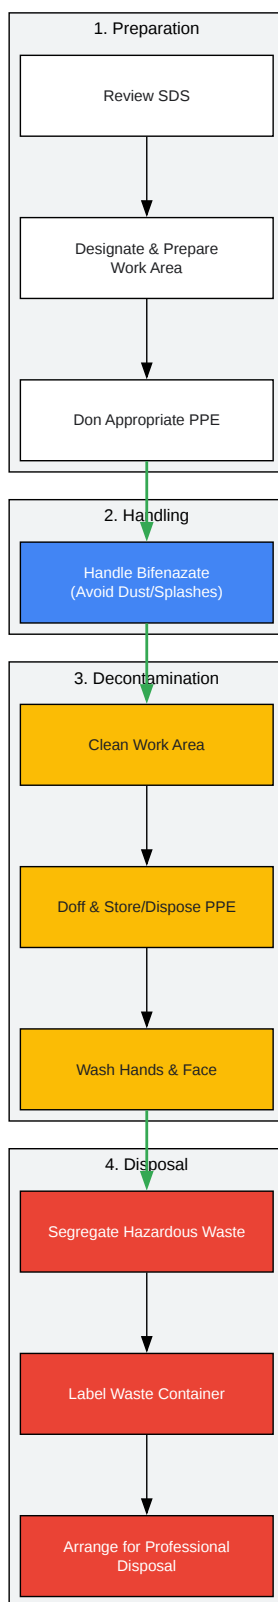 1. Preparation
Review SDS
Designate & Prepare
Work Area
Don Appropriate PPE
2. Handling
Handle Bifenazate
(Avoid Dust/Splashes)
3. Decontamination
Clean Work Area
Doff & Store/Dispose PPE
Wash Hands & Face
4. Disposal
Segregate Hazardous Waste
Label Waste Container
Arrange for Professional
Disposal